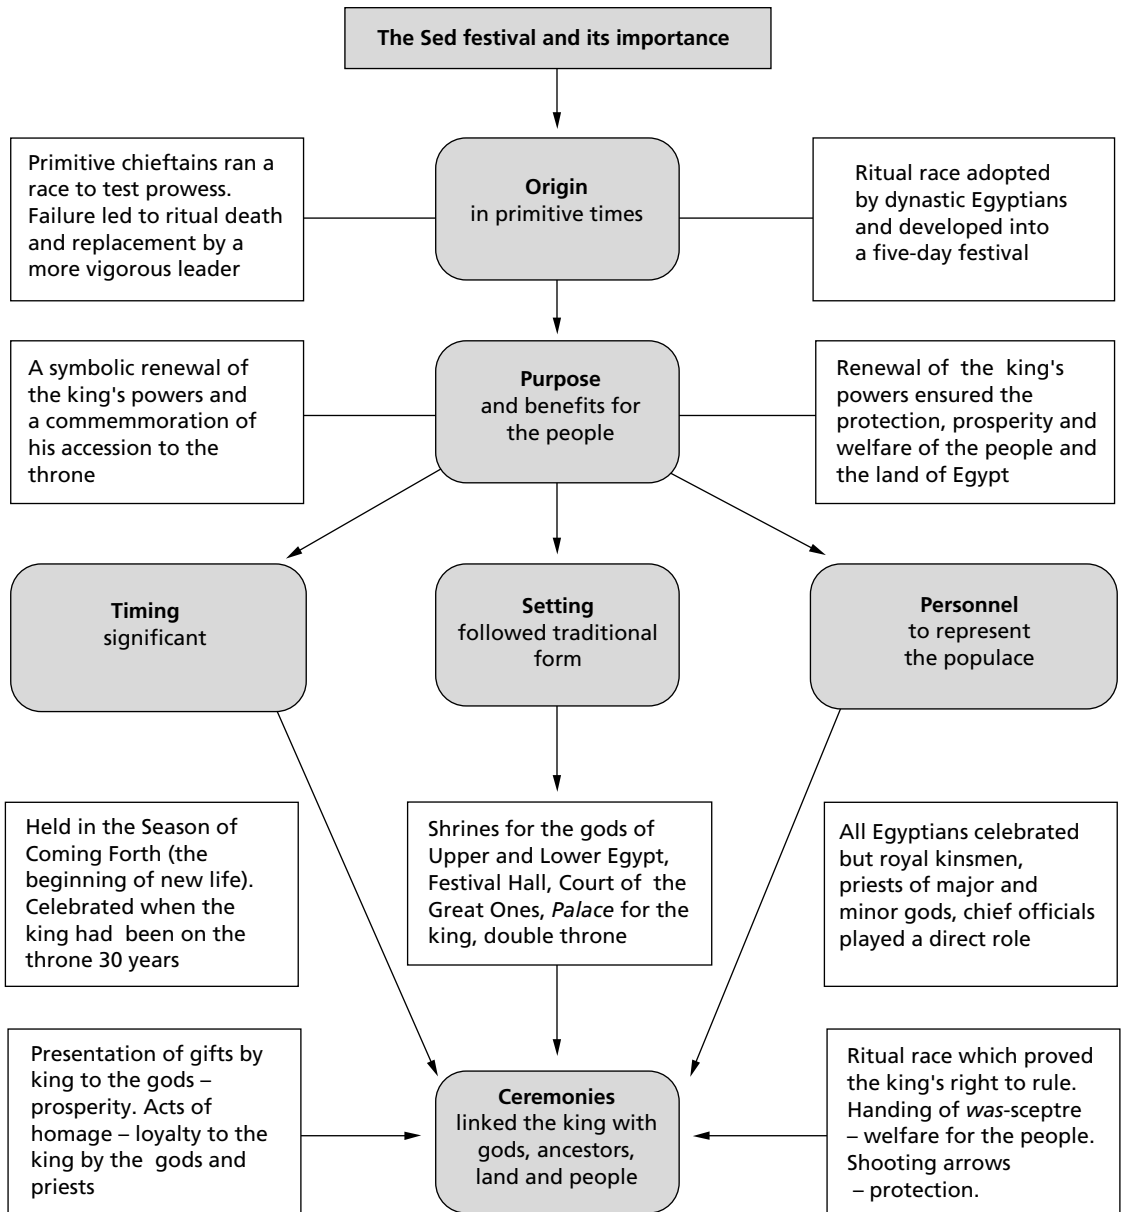 The Sed festival and its importance
Primitive chieftains ran a
race to test prowess.
Failure led to ritual death
and replacement by a
more vigorous leader
Origin
in primitive times
Ritual race adopted
by dynastic Egyptians
and developed into
a five-day festival
A symbolic renewal of
the king's powers and
a commemmoration of
his accession to the
throne
Purpose
and benefits for
the people
Renewal of the king's
powers ensured the
protection, prosperity and
welfare of the people and
the land of Egypt
Timing
significant
Setting
followed traditional
form
Personnel
to represent
the populace
Held in the Season of
Coming Forth (the
beginning of new life).
Celebrated when the
king had been on the
throne 30 years
Shrines for the gods of
Upper and Lower Egypt,
Festival Hall, Court of the
Great Ones, Palace for the
king, double throne
All Egyptians celebrated
but royal kinsmen,
priests of major and
minor gods, chief officials
played a direct role
Presentation of gifts by
king to the gods –
prosperity. Acts of
homage – loyalty to the
king by the gods and
priests
Ceremonies
linked the king with
gods, ancestors,
land and people
Ritual race which proved
the king's right to rule.
Handing of was-sceptre
– welfare for the people.
Shooting arrows
– protection.